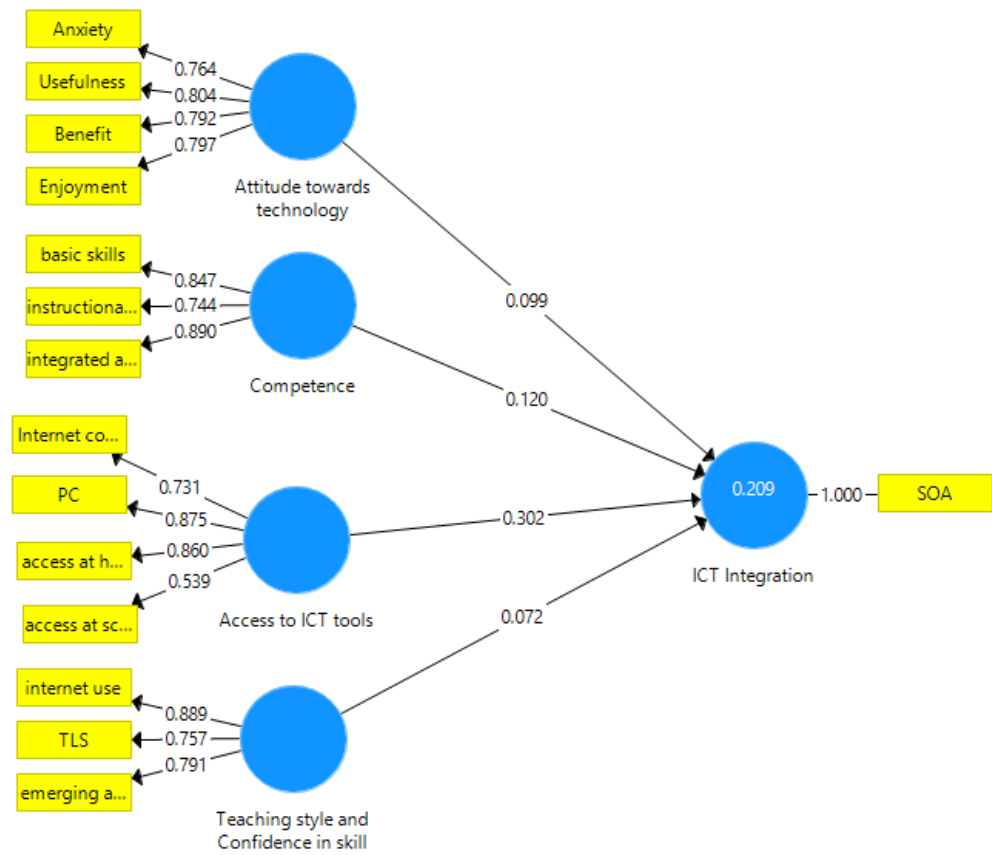 Anxiety
0.764
Usefulness
0.804
Benefit
0.792
Enjoyment
0.797
Attitude towards
technology
basic skills
0.847
instructiona...
0.744
integrated a...
0.890
Competence
0.099
0.120
Internet co...
0.731
PC
0.875
access at h...
0.860
access at sc...
0.539
Access to ICT tools
0.302
0.209
1.000
SOA
ICT Integration
0.072
internet use
0.889
TLS
0.757
emerging a...
0.791
Teaching style and
Confidence in skill